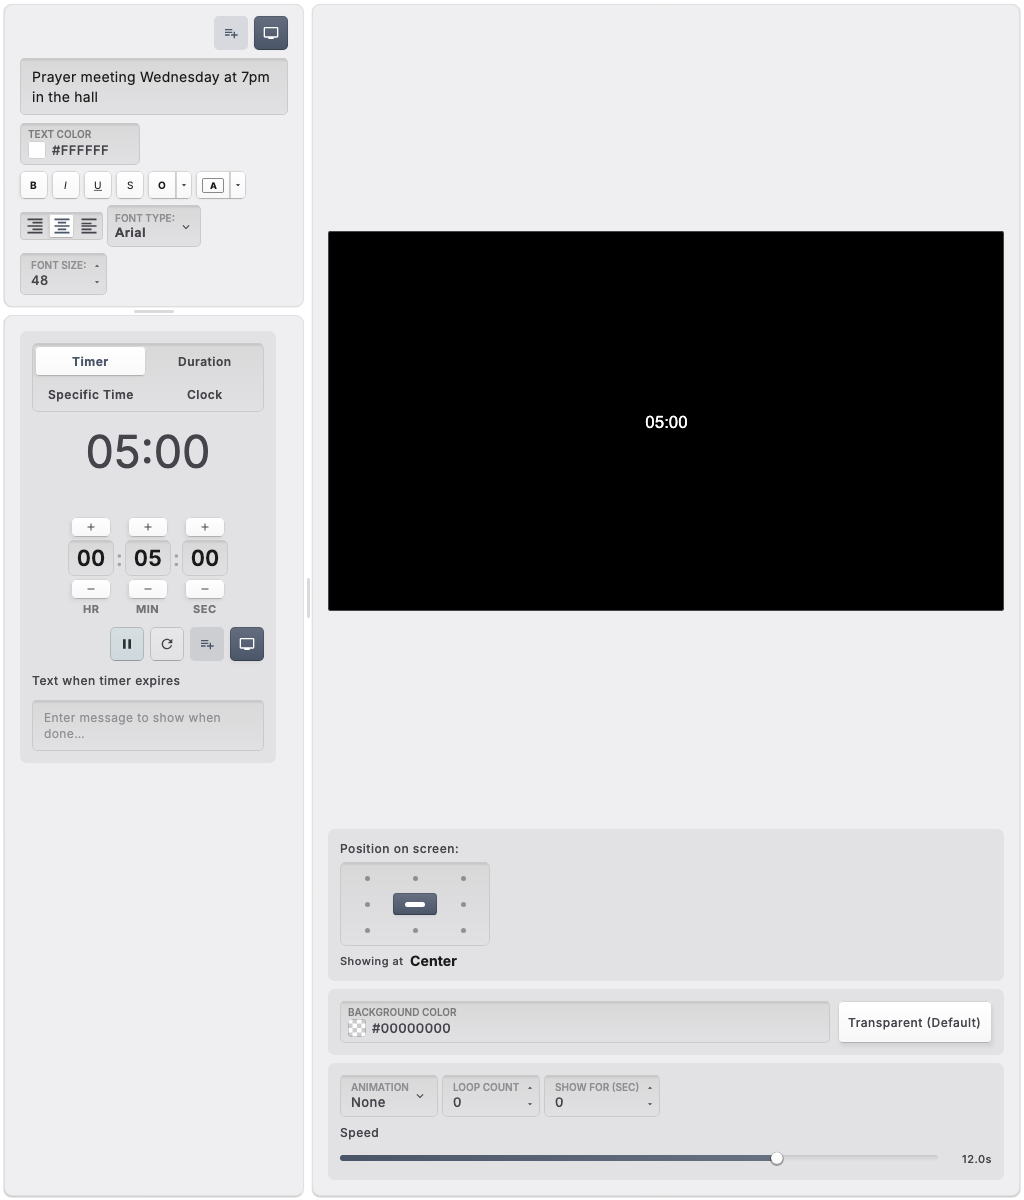 Prayer meeting Wednesday at 7pm
in the hall
TEXT COLOR
#FFFFFF
B I U S O A
FONT TYPE:
Arial
FONT SIZE:
48
Timer Duration
Specific Time Clock
05:00
+ + +
00 : 05 : 00
− − −
HR MIN SEC
Text when timer expires
Enter message to show when
done...
05:00
Position on screen:
Showing at Center
BACKGROUND COLOR
#00000000
Transparent (Default)
ANIMATION
None
LOOP COUNT
0
SHOW FOR (SEC)
0
Speed
12.0s